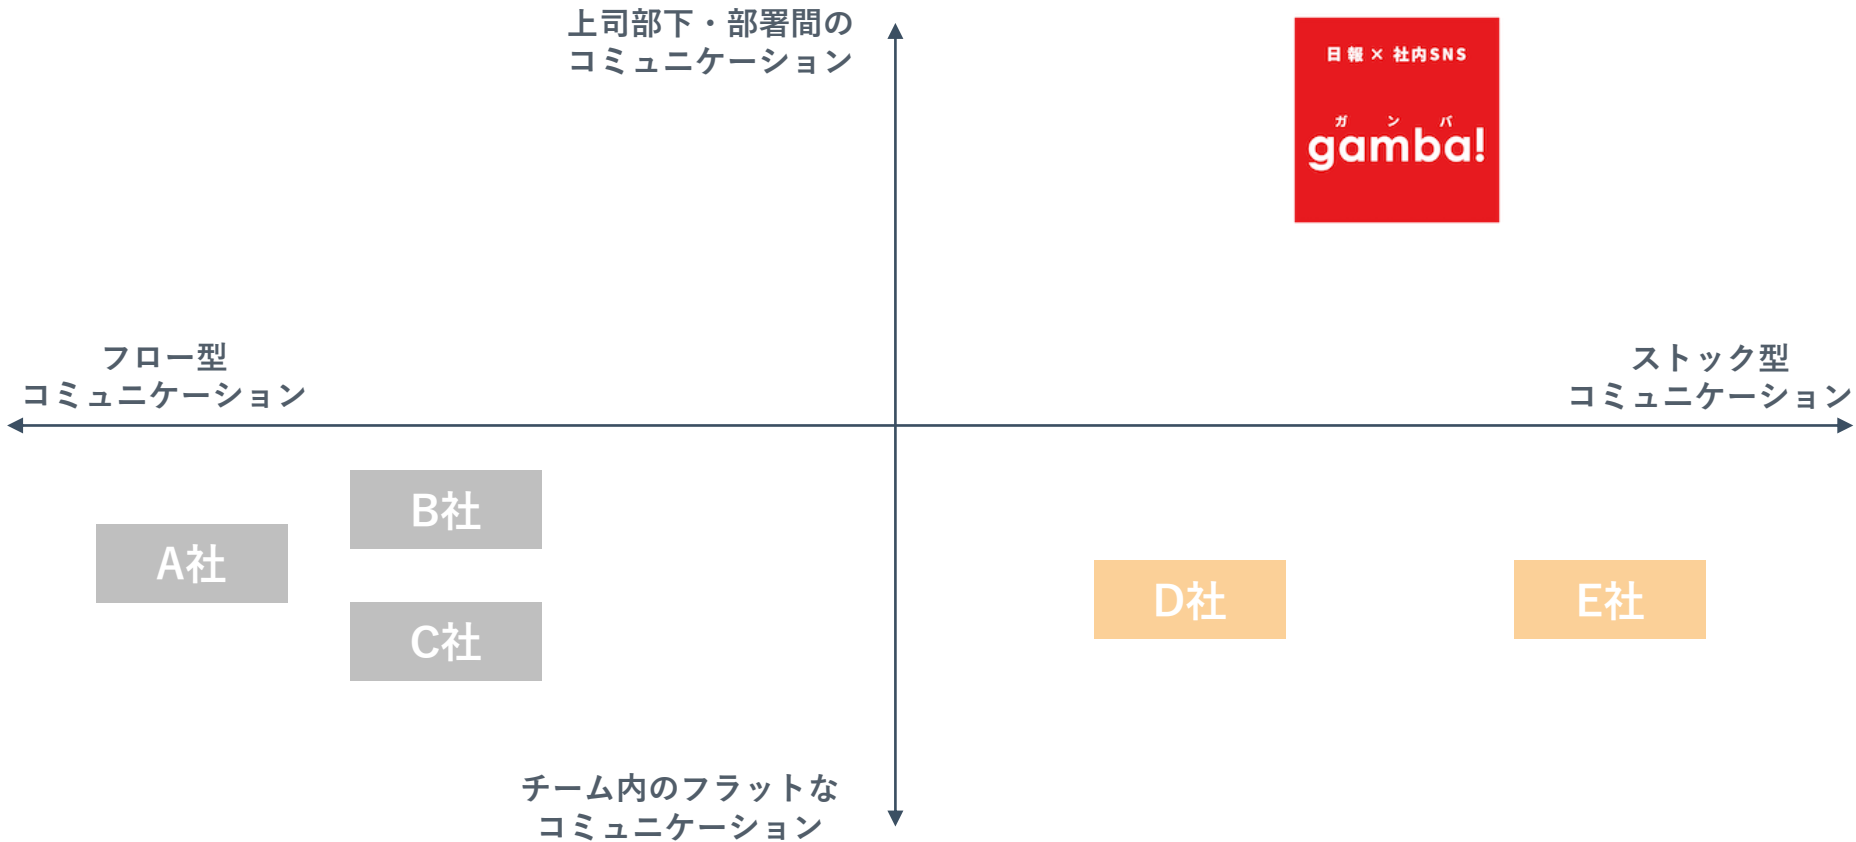 上司部下・部署間の
コミュニケーション
日報×社内SNS
ガンバ
gamba!
フロー型
コミュニケーション
ストック型
コミュニケーション
B社
A社
D社
E社
C社
チーム内のフラットな
コミュニケーション